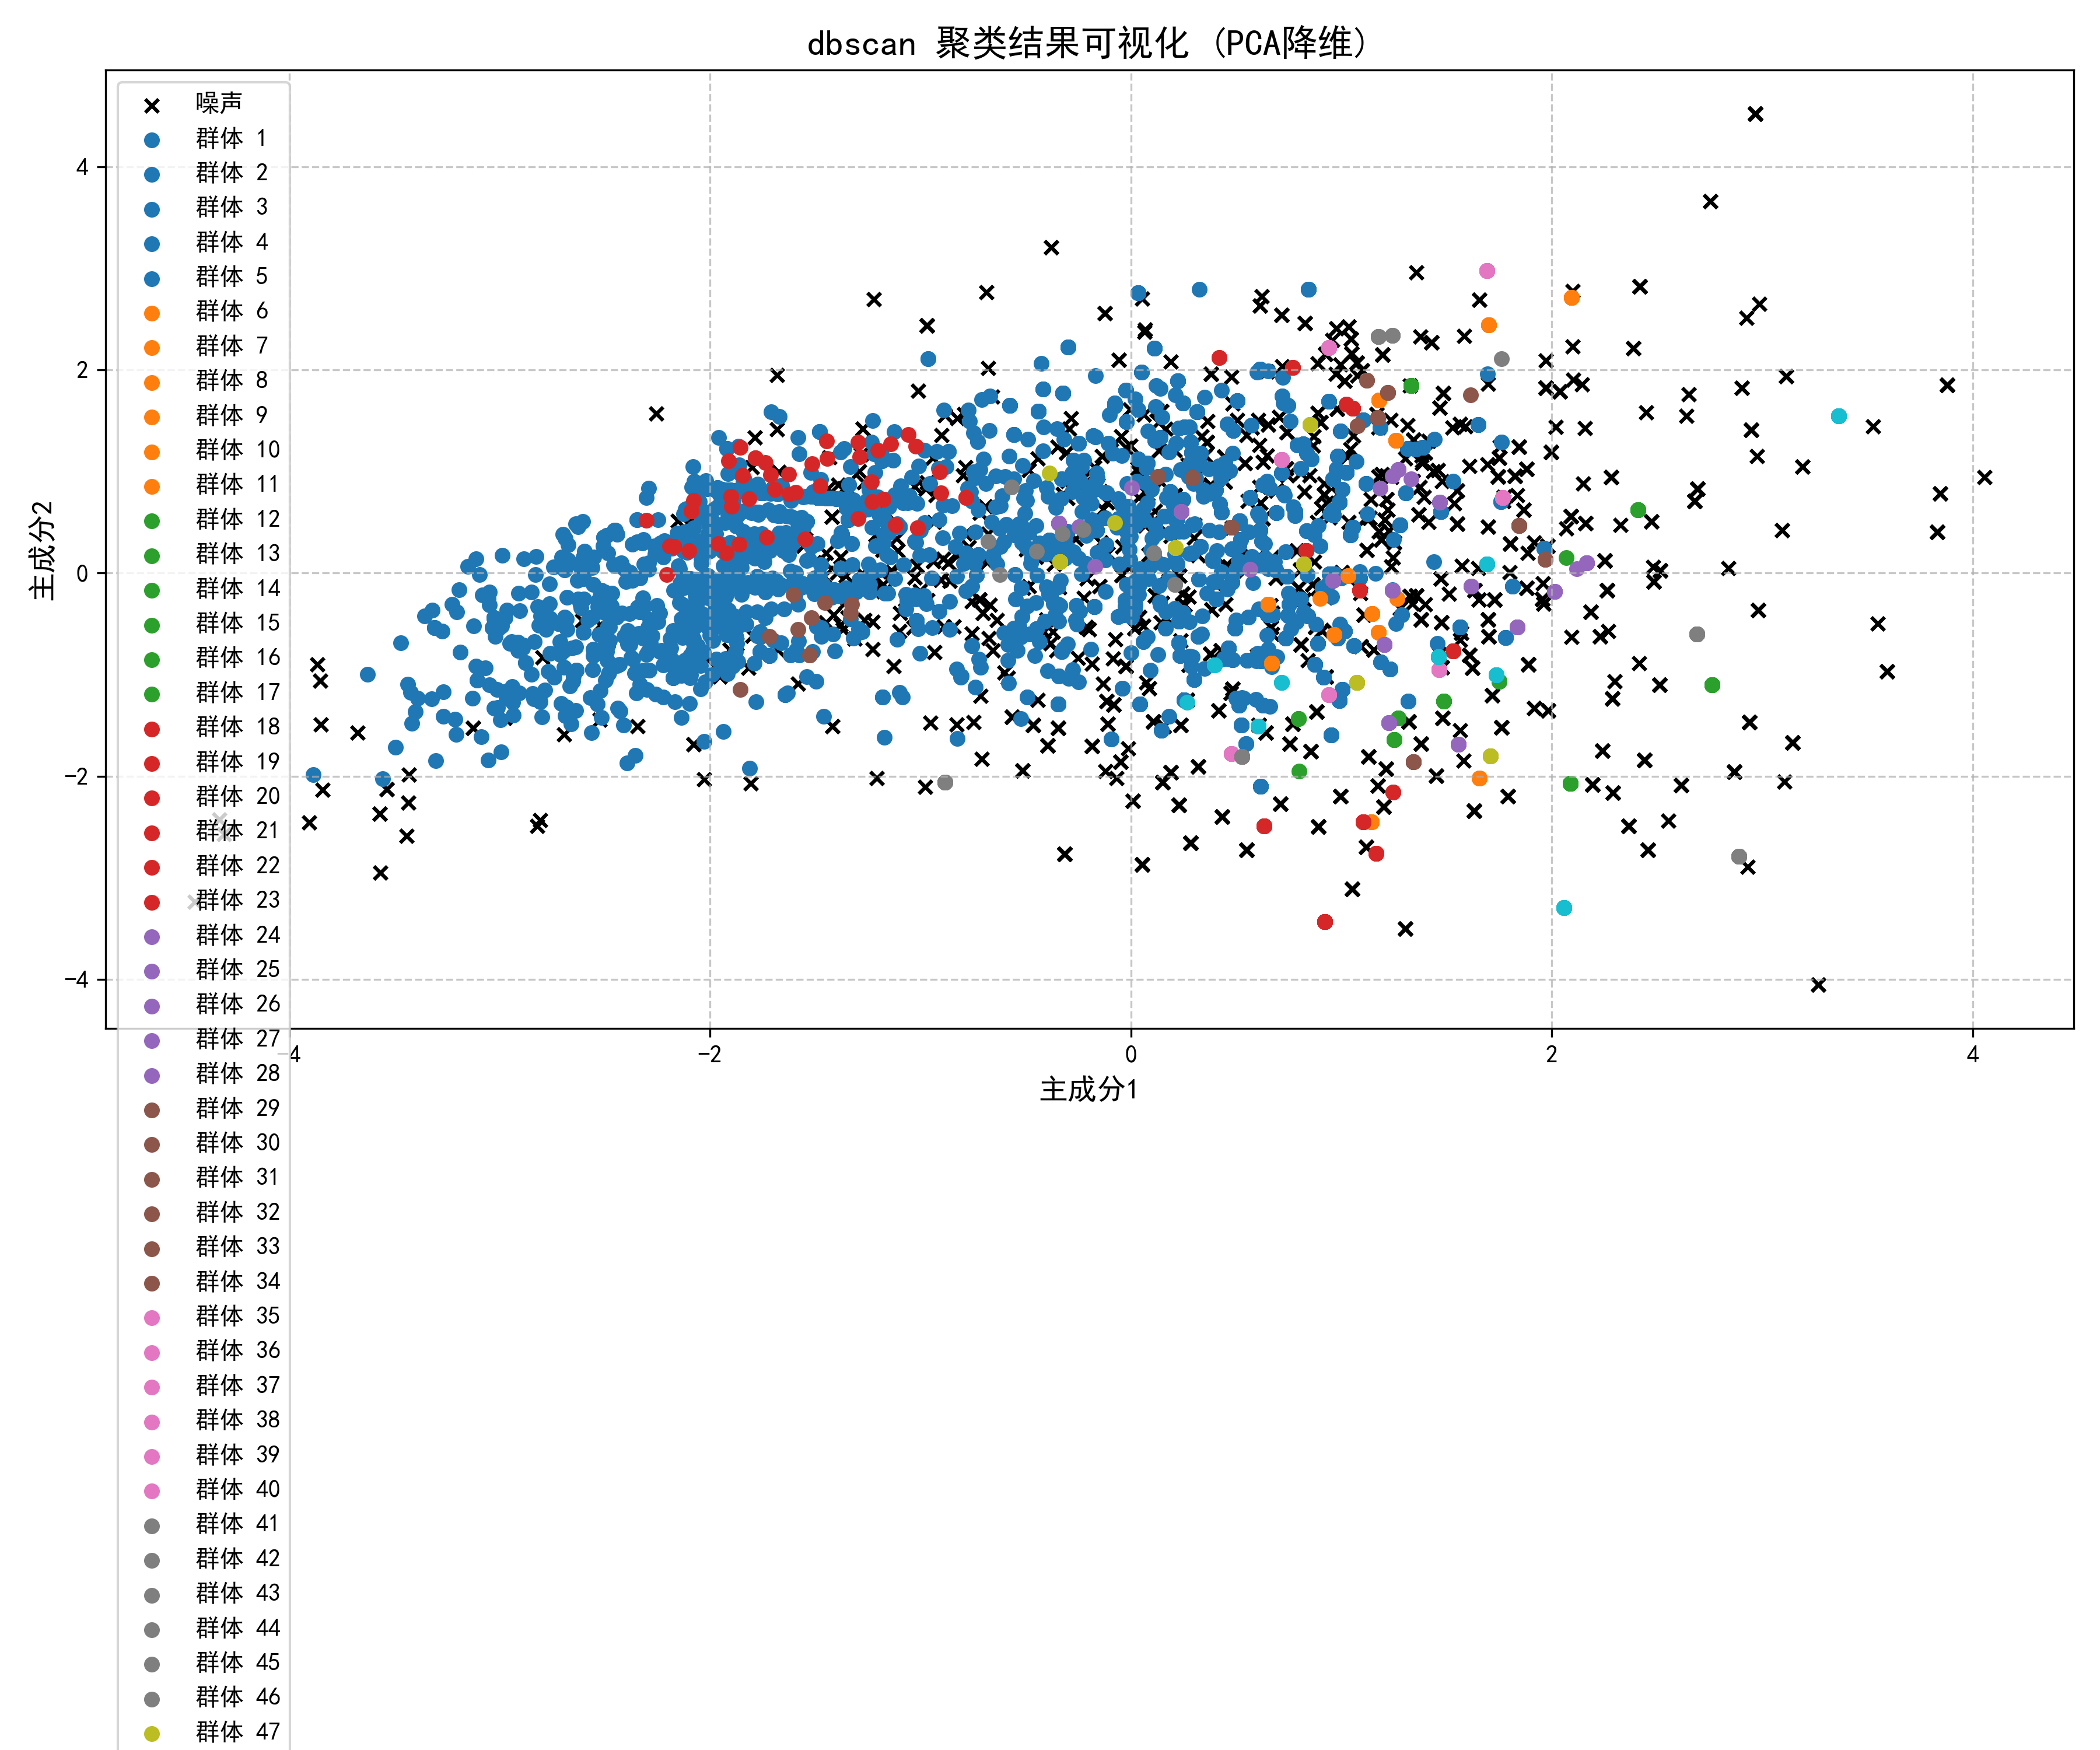 dbscan 聚类结果可视化 (PCA降维)
噪声
群体 1
群体 2
群体 3
群体 4
群体 5
群体 6
群体 7
群体 8
群体 9
群体 10
群体 11
群体 12
群体 13
群体 14
群体 15
群体 16
群体 17
群体 18
群体 19
群体 20
群体 21
群体 22
群体 23
群体 24
群体 25
群体 26
群体 27
群体 28
群体 29
群体 30
群体 31
群体 32
群体 33
群体 34
群体 35
群体 36
群体 37
群体 38
群体 39
群体 40
群体 41
群体 42
群体 43
群体 44
群体 45
群体 46
群体 47
主成分2
4
2
0
−2
−4
−4
−2
0
2
4
主成分1